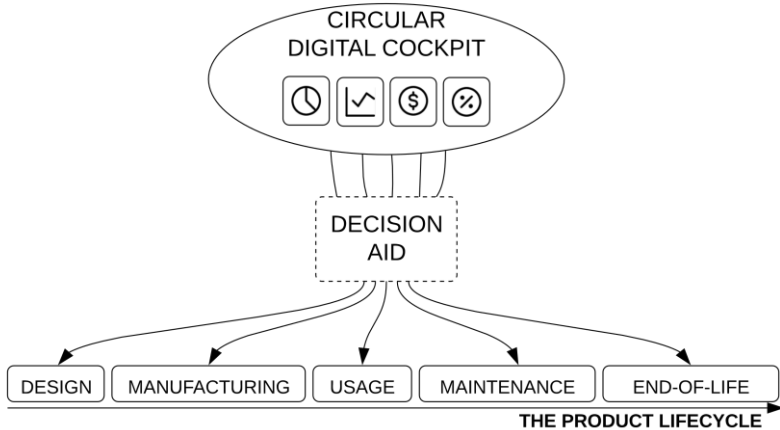 CIRCULAR
DIGITAL COCKPIT
$
%
DECISION
AID
DESIGN
MANUFACTURING
USAGE
MAINTENANCE
END-OF-LIFE
THE PRODUCT LIFECYCLE